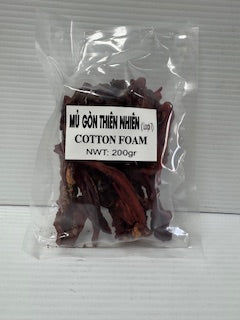 MỦ GÒN THIÊN NHIÊN
COTTON FOAM
NWT: 200gr